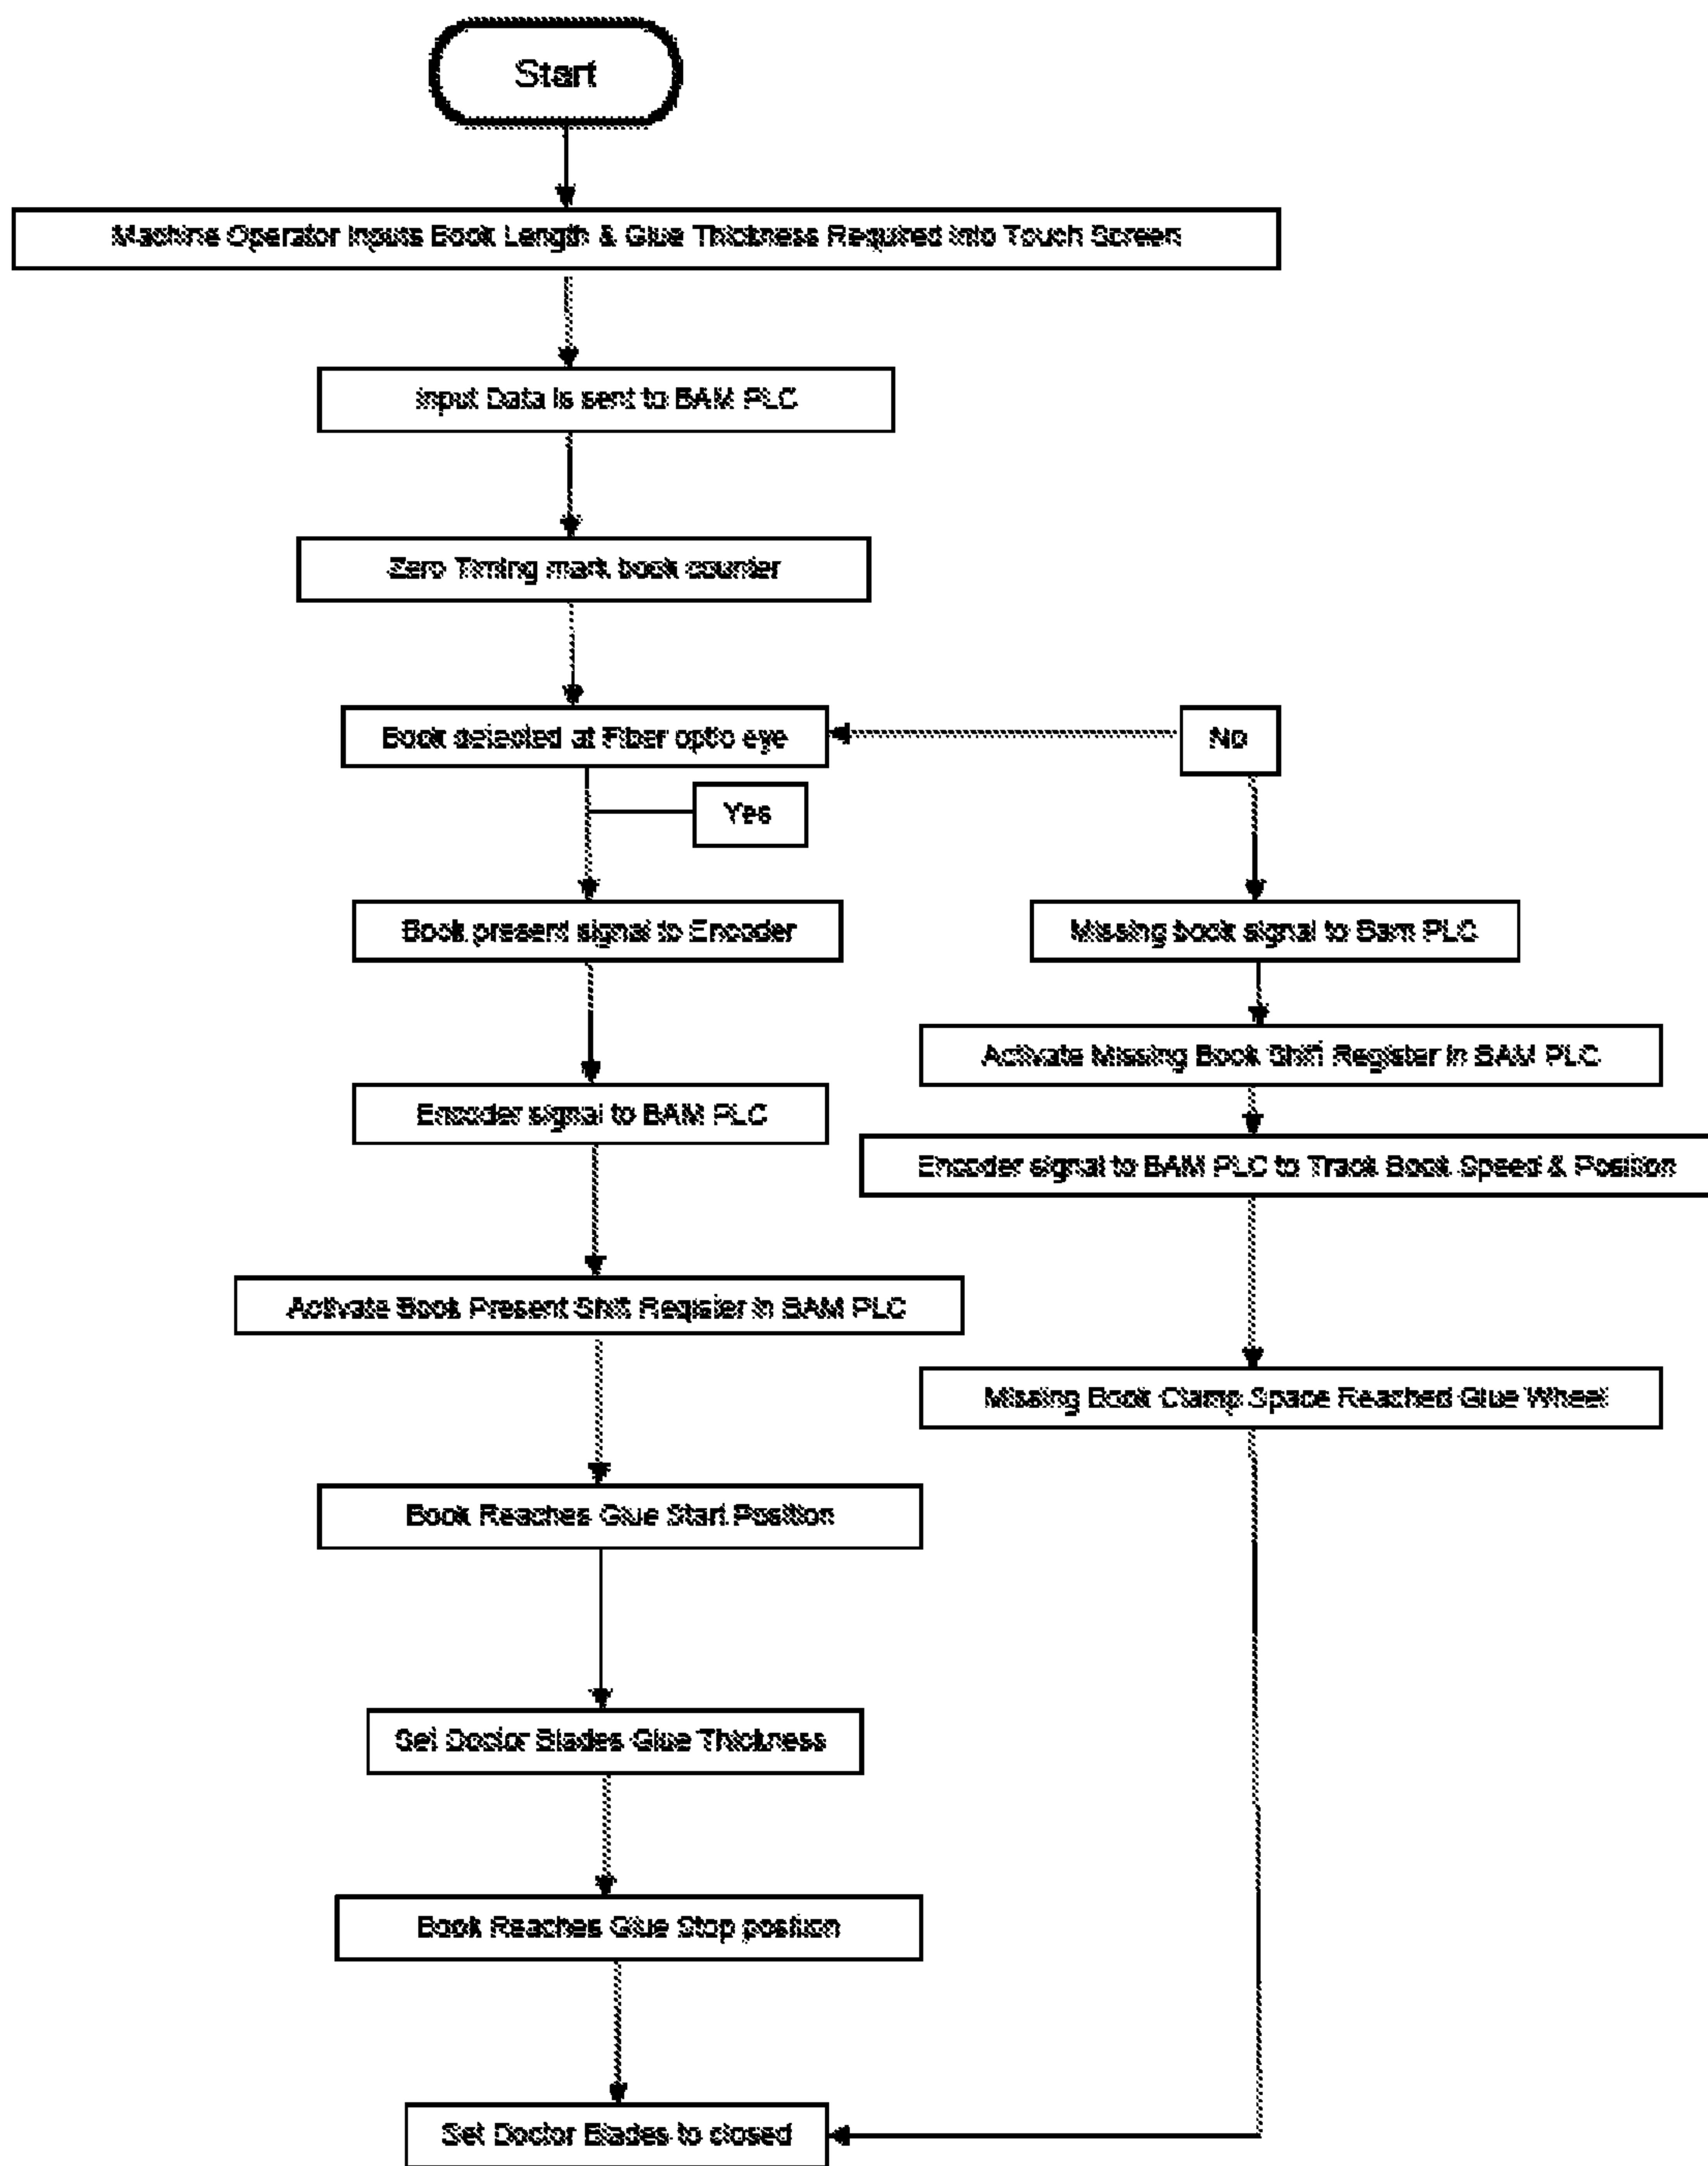 Start
Machine Operator Inputs Book Length & Glue Thickness Required into Touch Screen
Input Data is sent to BAM PLC
Zero Timing mark book counter
Book detected at Fiber optic eye
No
Yes
Book present signal to Encoder
Missing book signal to Bam PLC
Activate Missing Book Shift Register in BAM PLC
Encoder signal to BAM PLC
Encoder signal to BAM PLC to Track Book Speed & Position
Activate Book Present Shift Register in BAM PLC
Missing Book Clamp Space Reached Glue Wheel
Book Reaches Glue Start Position
Set Doctor Blades Glue Thickness
Book Reaches Glue Stop position
Set Doctor Blades to closed